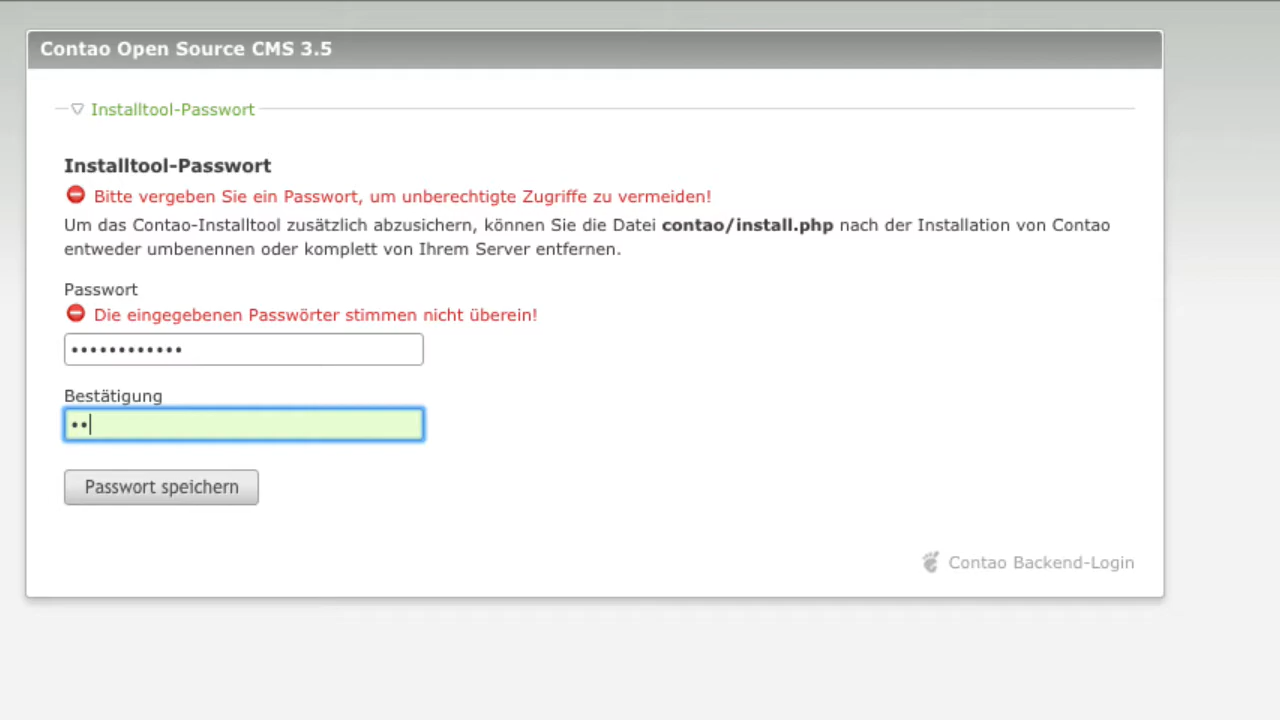 Contao Open Source CMS 3.5
Installtool-Passwort
Installtool-Passwort
Bitte vergeben Sie ein Passwort, um unberechtigte Zugriffe zu vermeiden!
Um das Contao-Installtool zusätzlich abzusichern, können Sie die Datei contao/install.php nach der Installation von Contao
entweder umbenennen oder komplett von Ihrem Server entfernen.
Passwort
Die eingegebenen Passwörter stimmen nicht überein!
••••••••••••
Bestätigung
••
Passwort speichern
Contao Backend-Login